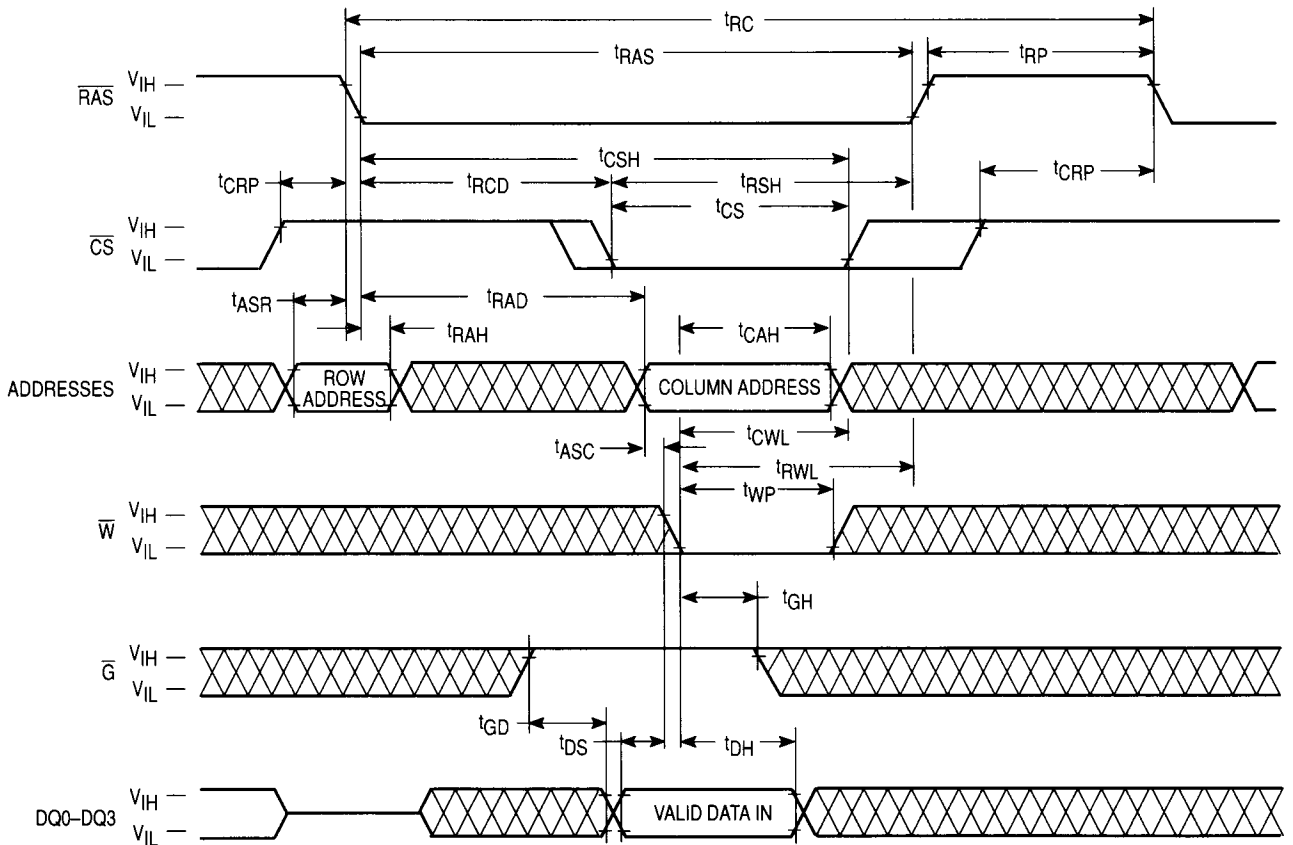 tRC
tRAS
tRP
RAS
VIH
VIL
tCSH
tCRP
tRCD
tRSH
tCRP
tCS
CS
VIH
VIL
tASR
tRAD
tRAH
tCAH
ADDRESSES
VIH
VIL
ROW
ADDRESS
COLUMN ADDRESS
tASC
tCWL
tRWL
tWP
W
VIH
VIL
tGH
G
VIH
VIL
tGD
tDS
tDH
DQ0–DQ3
VIH
VIL
VALID DATA IN